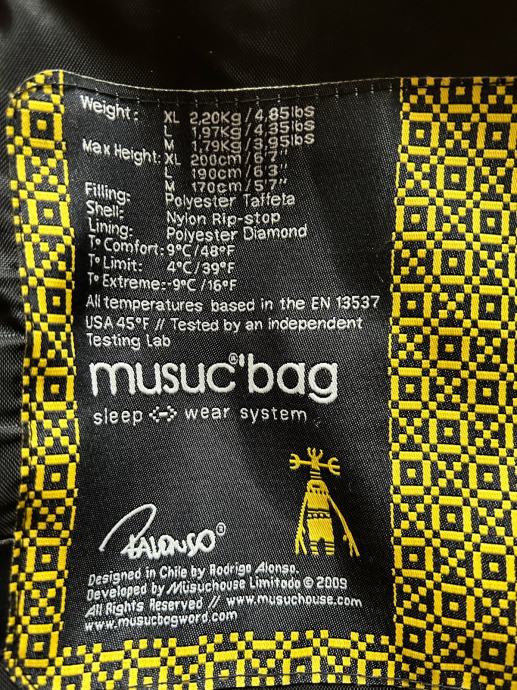 Weight: XL 2,20Kg/4,85lbs
L 1,97Kg/4,35lbs
M 1,79Kg/3,95lbs
Max Height: XL 200cm/6'7"
L 190cm/6'3"
M 170cm/5'7"
Filling: Polyester Taffeta
Shell: Nylon Rip-stop
Lining: Polyester Diamond
T° Comfort: 9°C/48°F
T° Limit: 4°C/39°F
T° Extreme: -9°C/16°F
All temperatures based in the EN 13537
USA 45°F // Tested by an independent
Testing Lab
musuc®'bag
sleep <-> wear system
RALONSO®
Designed in Chile by Rodrigo Alonso.
Developed by Müsuchouse Limitado © 2009
All Rights Reserved // www.musuchouse.com
www.musucbagword.com